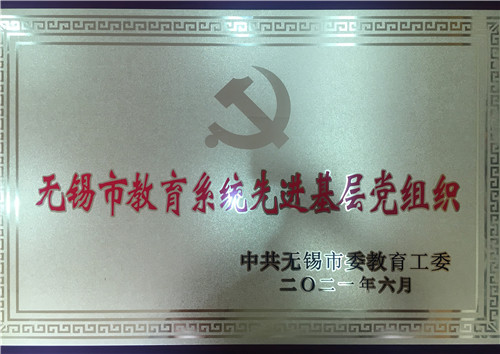 无锡市教育系统先进基层党组织
中共无锡市委教育工委
二〇二一年六月